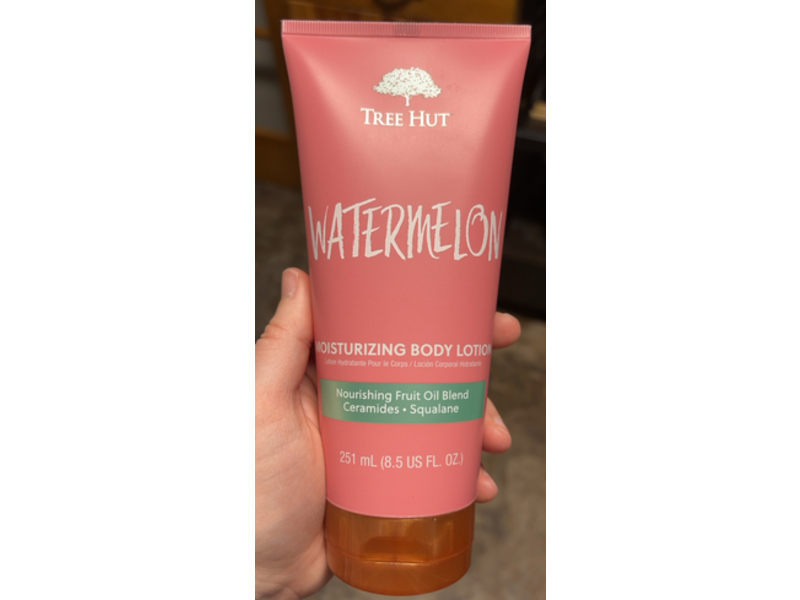 TREE HUT
WATERMELON
MOISTURIZING BODY LOTION
Lotion Hydratante Pour le Corps / Loción Corporal Hidratante
Nourishing Fruit Oil Blend
Ceramides • Squalane
251 mL (8.5 US FL. OZ.)